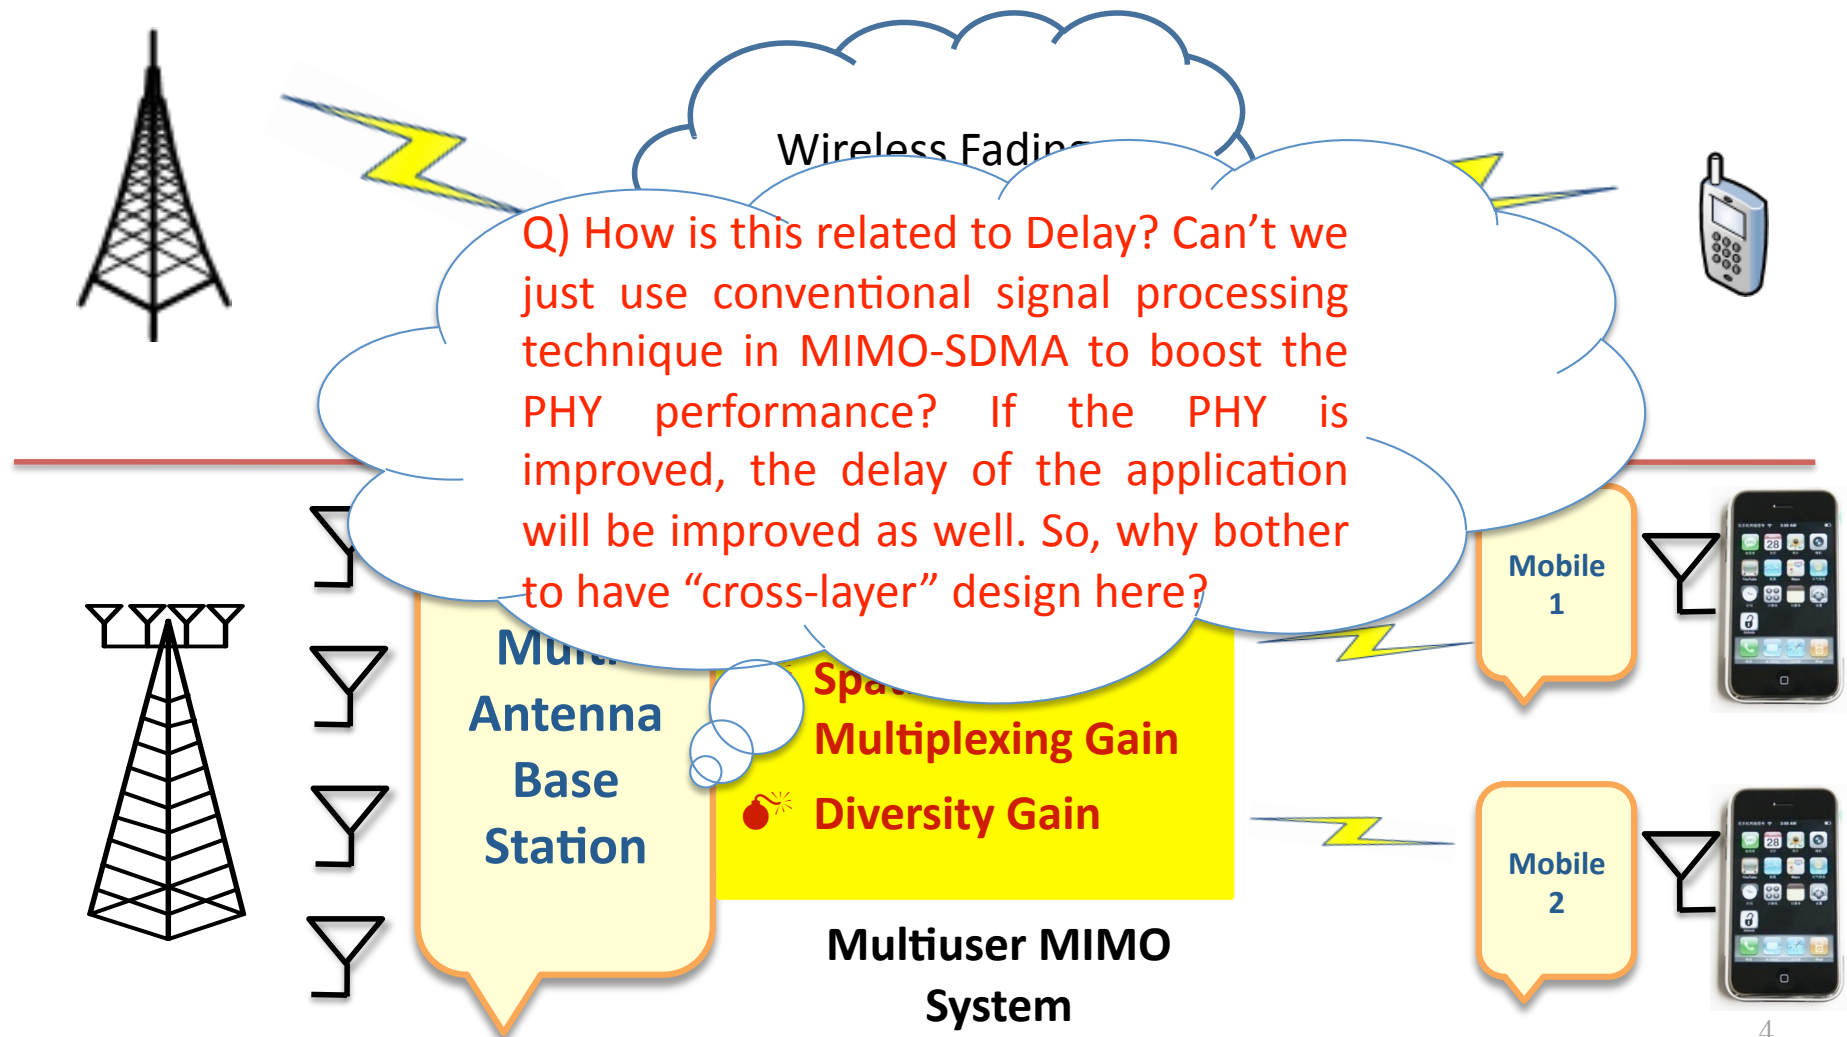 Wireless Fading
Q) How is this related to Delay? Can’t we
just use conventional signal processing
technique in MIMO-SDMA to boost the
PHY performance? If the PHY is
improved, the delay of the application
will be improved as well. So, why bother
to have “cross-layer” design here?
Antenna
Base
Station
Multiplexing Gain
Diversity Gain
Multiuser MIMO
System
Mobile
1
Mobile
2
4